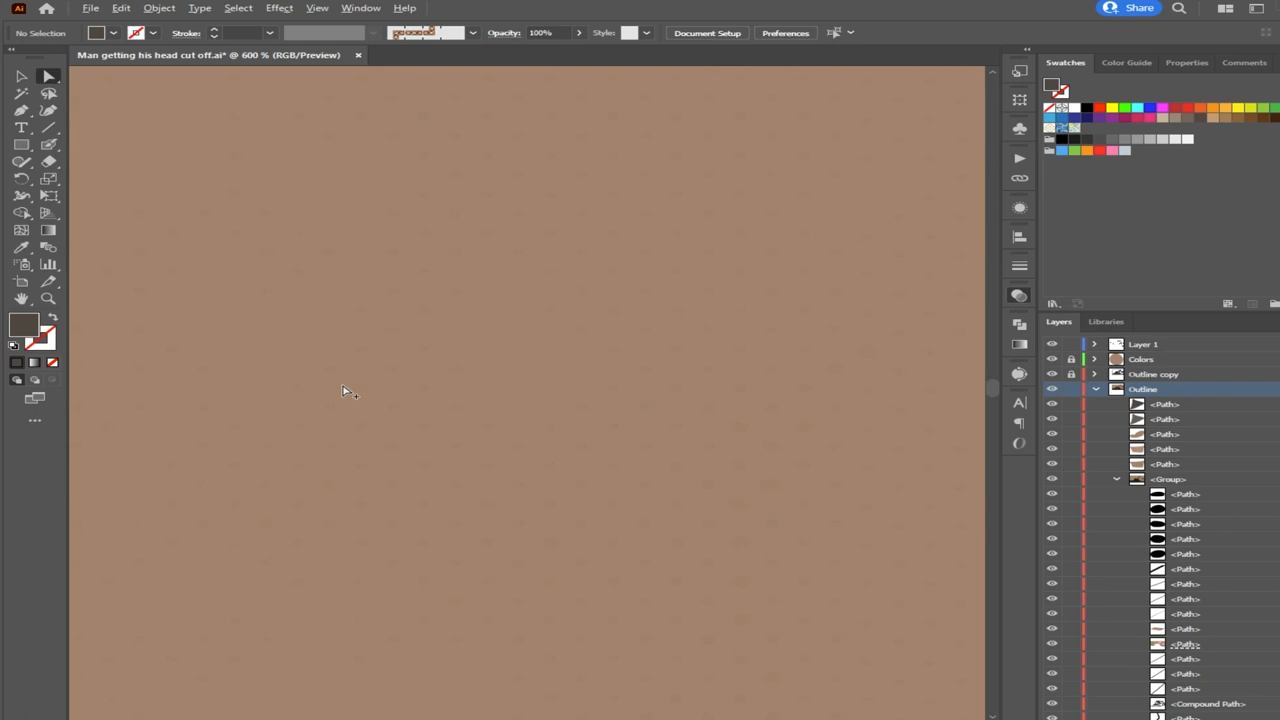 Ai File Edit Object Type Select Effect View Window Help Share
No Selection Stroke: Opacity: 100% Style: Document Setup Preferences
Man getting his head cut off.ai* @ 600 % (RGB/Preview)
Swatches Color Guide Properties Comments
Layers Libraries
Layer 1
Colors
Outline copy
Outline
<Path>
<Path>
<Path>
<Path>
<Path>
<Group>
<Path>
<Path>
<Path>
<Path>
<Path>
<Path>
<Path>
<Path>
<Path>
<Path>
<Path>
<Path>
<Path>
<Path>
<Compound Path>
<Path>